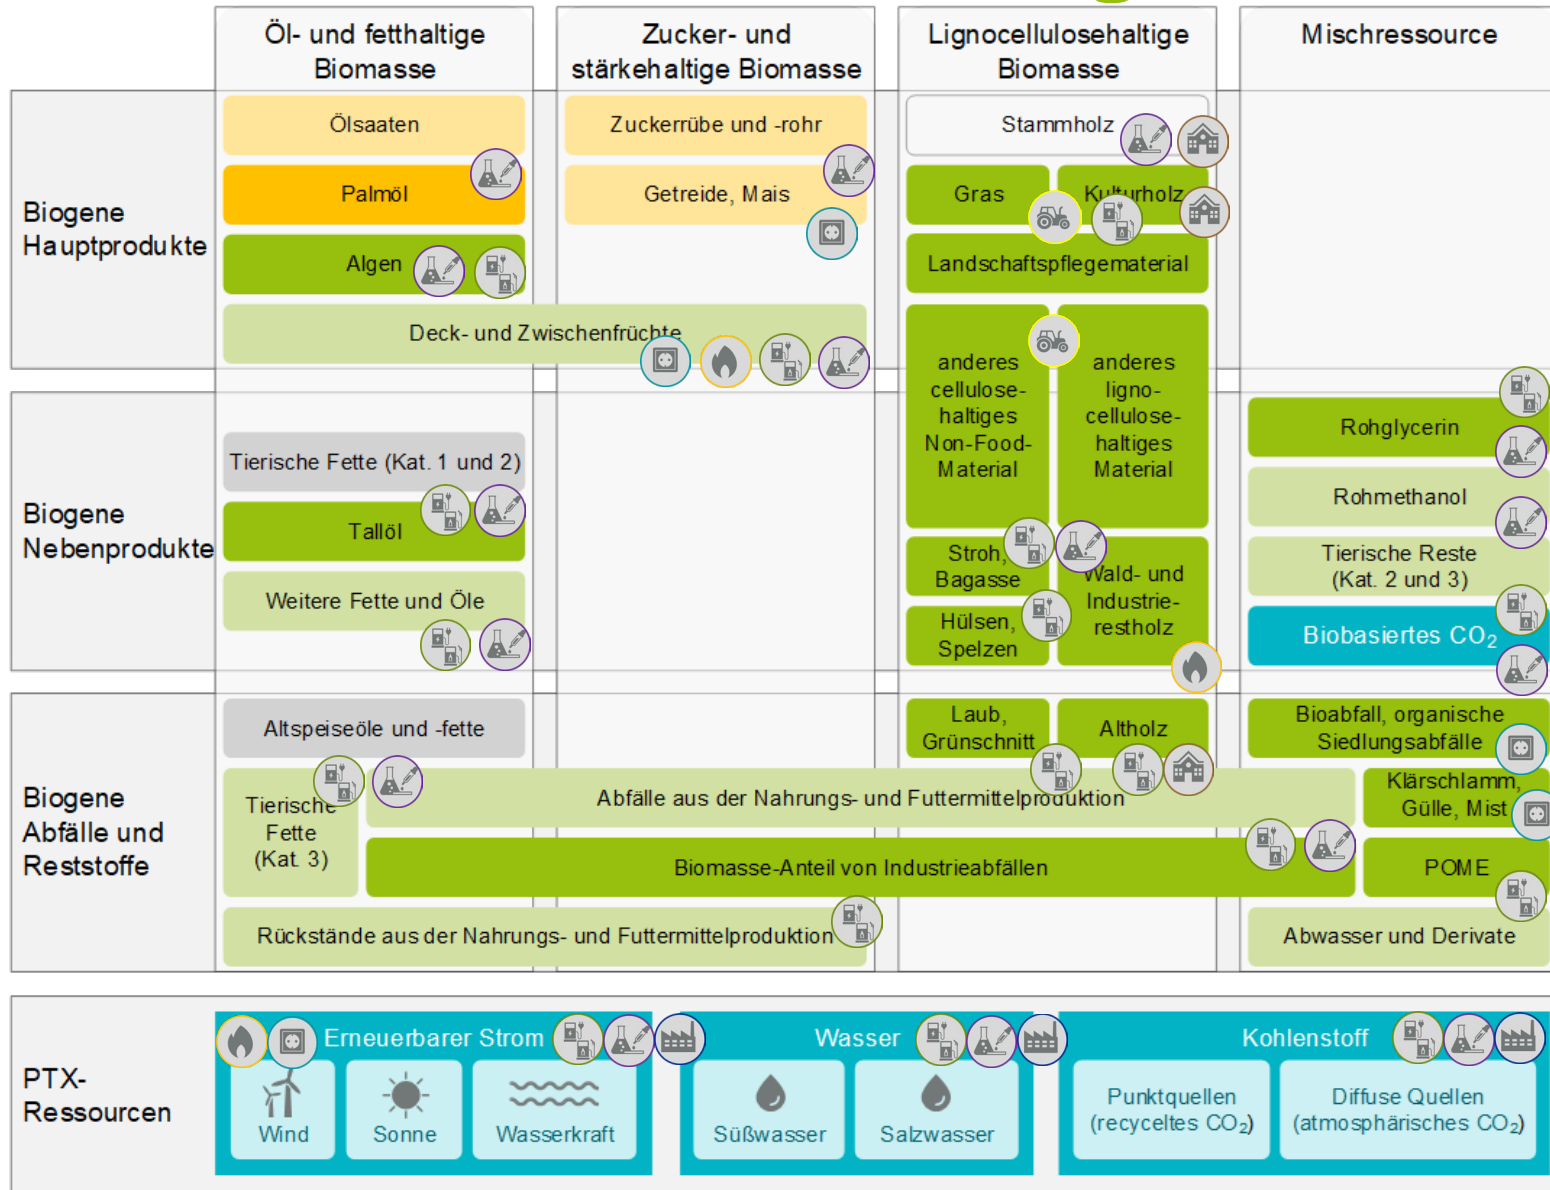 Öl- und fetthaltige
Biomasse
Zucker- und
stärkehaltige Biomasse
Lignocellulosehaltige
Biomasse
Mischressource
Biogene
Hauptprodukte
Ölsaaten
Zuckerrübe und -rohr
Stammholz
Palmöl
Getreide, Mais
Gras
Kulturholz
Algen
Landschaftspflegematerial
Deck- und Zwischenfrüchte
anderes
cellulose-
haltiges
Non-Food-
Material
anderes
ligno-
cellulose-
haltiges
Material
Biogene
Nebenprodukte
Tierische Fette (Kat. 1 und 2)
Tallöl
Weitere Fette und Öle
Stroh,
Bagasse
Hülsen,
Spelzen
Wald- und
Industrie-
restholz
Rohglycerin
Rohmethanol
Tierische Reste
(Kat. 2 und 3)
Biobasiertes CO₂
Biogene
Abfälle und
Reststoffe
Altspeiseöle und -fette
Laub,
Grünschnitt
Altholz
Bioabfall, organische
Siedlungsabfälle
Tierische
Fette
(Kat. 3)
Abfälle aus der Nahrungs- und Futtermittelproduktion
Klärschlamm,
Gülle, Mist
Biomasse-Anteil von Industrieabfällen
POME
Rückstände aus der Nahrungs- und Futtermittelproduktion
Abwasser und Derivate
PTX-
Ressourcen
Erneuerbarer Strom
Wind
Sonne
Wasserkraft
Wasser
Süßwasser
Salzwasser
Kohlenstoff
Punktquellen
(recyceltes CO₂)
Diffuse Quellen
(atmosphärisches CO₂)